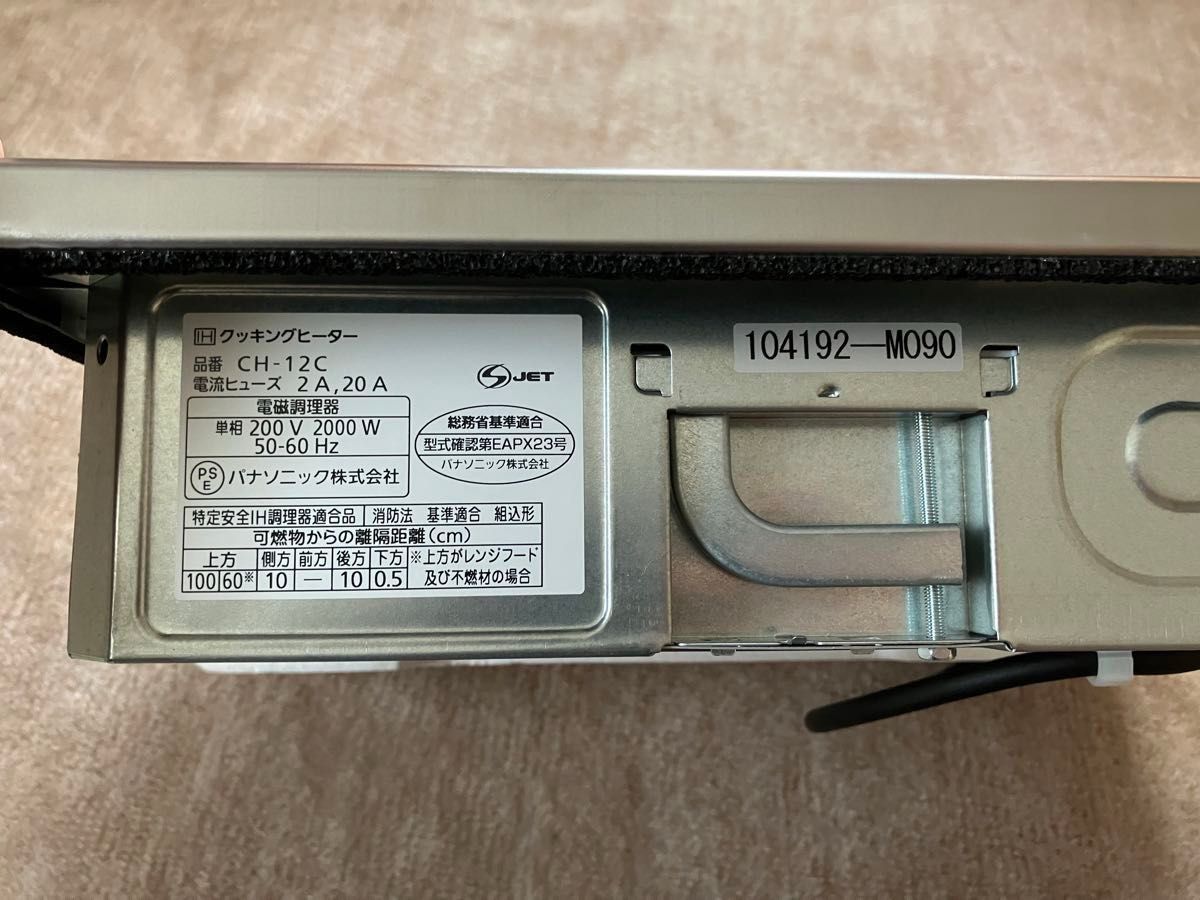 IH クッキングヒーター
品番 CH-12C
電流ヒューズ 2A,20A
電磁調理器
単相 200 V 2000 W
50-60 Hz
PS
E
パナソニック株式会社
S JET
総務省基準適合
型式確認第EAPX23号
パナソニック株式会社
特定安全IH調理器適合品 消防法 基準適合 組込形
可燃物からの離隔距離(cm)
上方 側方 前方 後方 下方 ※上方がレンジフード
100 60※ 10 — 10 0.5 及び不燃材の場合
104192—M090